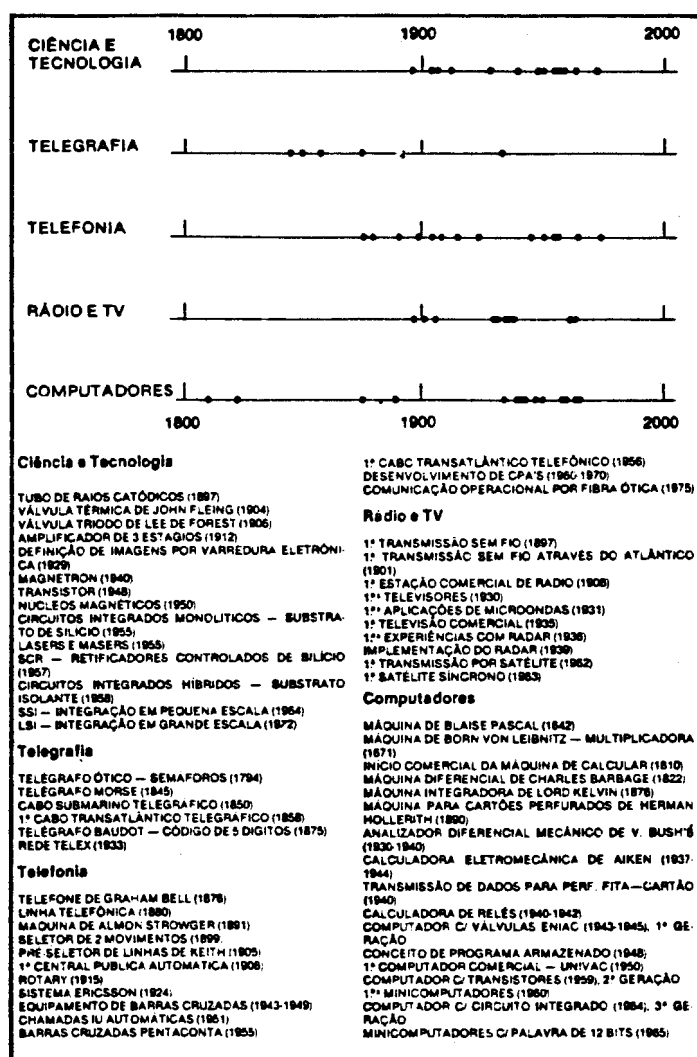 1800 1900 2000
CIÊNCIA E
TECNOLOGIA
TELEGRAFIA
TELEFONIA
RÁDIO E TV
COMPUTADORES
1800 1900 2000
Ciência e Tecnologia
TUBO DE RAIOS CATÓDICOS (1897)
VÁLVULA TÉRMICA DE JOHN FLEING (1904)
VÁLVULA TRIODO DE LEE DE FOREST (1906)
AMPLIFICADOR DE 3 ESTAGIOS (1912)
DEFINIÇÃO DE IMAGENS POR VARREDURA ELETRÔNI-
CA (1929)
MAGNETRON (1940)
TRANSISTOR (1948)
NUCLEOS MAGNÉTICOS (1950)
CIRCUITOS INTEGRADOS MONOLITICOS — SUBSTRA-
TO DE SILICIO (1955)
LASERS E MASERS (1955)
SCR — RETIFICADORES CONTROLADOS DE SILÍCIO
(1957)
CIRCUITOS INTEGRADOS HÍBRIDOS — SUBSTRATO
ISOLANTE (1958)
SSI — INTEGRAÇÃO EM PEQUENA ESCALA (1964)
LSI — INTEGRAÇÃO EM GRANDE ESCALA (1972)
Telegrafia
TELÉGRAFO ÓTICO — SEMAFOROS (1794)
TELÉGRAFO MORSE (1845)
CABO SUBMARINO TELEGRÁFICO (1850)
1º CABO TRANSATLÂNTICO TELEGRÁFICO (1858)
TELÉGRAFO BAUDOT — CÓDIGO DE 5 DIGITOS (1875)
REDE TELEX (1933)
Telefonia
TELEFONE DE GRAHAM BELL (1876)
LINHA TELEFÔNICA (1880)
MAQUINA DE ALMON STROWGER (1891)
SELETOR DE 2 MOVIMENTOS (1899)
PRÉ-SELETOR DE LINHAS DE KEITH (1905)
1º CENTRAL PUBLICA AUTOMATICA (1908)
ROTARY (1915)
SISTEMA ERICSSON (1924)
EQUIPAMENTO DE BARRAS CRUZADAS (1943-1949)
CHAMADAS IU AUTOMÁTICAS (1951)
BARRAS CRUZADAS PENTACONTA (1955)
1º CABC TRANSATLÂNTICO TELEFÔNICO (1956)
DESENVOLVIMENTO DE CPA'S (1960-1970)
COMUNICAÇÃO OPERACIONAL POR FIBRA ÓTICA (1975)
Rádio e TV
1ª TRANSMISSÃO SEM FIO (1897)
1ª TRANSMISSÃC SEM FIO ATRAVÉS DO ATLÂNTICO
(1901)
1ª ESTAÇÃO COMERCIAL DE RADIO (1908)
1ºs TELEVISORES (1930)
1ªs APLICAÇÕES DE MICROONDAS (1931)
1ª TELEVISÃO COMERCIAL (1935)
1ªs EXPERIÊNCIAS COM RADAR (1936)
IMPLEMENTAÇÃO DO RADAR (1939)
1ª TRANSMISSÃO POR SATÉLITE (1962)
1º SATÉLITE SÍNCRONO (1963)
Computadores
MÁQUINA DE BLAISE PASCAL (1642)
MÁQUINA DE BORN VON LEIBNITZ — MULTIPLICADORA
(1671)
INÍCIO COMERCIAL DA MÁQUINA DE CALCULAR (1810)
MÁQUINA DIFERENCIAL DE CHARLES BARBAGE (1822)
MÁQUINA INTEGRADORA DE LORD KELVIN (1876)
MÁQUINA PARA CARTÕES PERFURADOS DE HERMAN
HOLLERITH (1890)
ANALIZADOR DIFERENCIAL MECÂNICO DE V. BUSH'S
(1930-1940)
CALCULADORA ELETROMECÂNICA DE AIKEN (1937-
1944)
TRANSMISSÃO DE DADOS PARA PERF. FITA—CARTÃO
(1940)
CALCULADORA DE RELÉS (1940-1942)
COMPUTADOR C/ VÁLVULAS ENIAC (1943-1945), 1ª GE-
RAÇÃO
CONCEITO DE PROGRAMA ARMAZENADO (1948)
1º COMPUTADOR COMERCIAL — UNIVAC (1950)
COMPUTADOR C/ TRANSISTORES (1959), 2ª GERAÇÃO
1ºs MINICOMPUTADORES (1960)
COMPUTADOR C/ CIRCUITO INTEGRADO (1964), 3ª GE-
RAÇÃO
MINICOMPUTADORES C/ PALAVRA DE 12 BITS (1965)